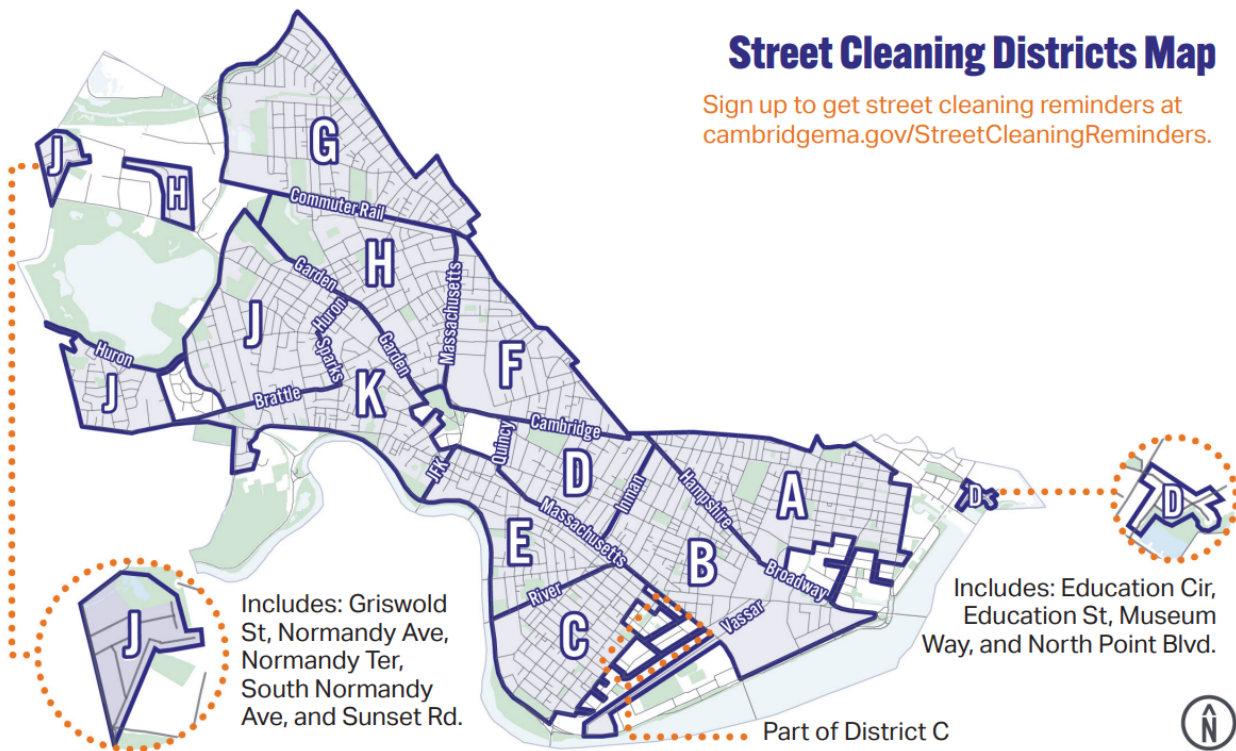 Street Cleaning Districts Map
Sign up to get street cleaning reminders at
cambridgema.gov/StreetCleaningReminders.
G
J
H
Commuter Rail
H
Garden
Massachusetts
J
Huron
Sparks
Garden
Huron
F
J
Brattle
K
Cambridge
Quincy
JFK
D
Inman
Hampshire
A
D
D
Massachusetts
E
B
Broadway
River
Vassar
C
Includes: Education Cir,
Education St, Museum
Way, and North Point Blvd.
J
Includes: Griswold
St, Normandy Ave,
Normandy Ter,
South Normandy
Ave, and Sunset Rd.
Part of District C
N